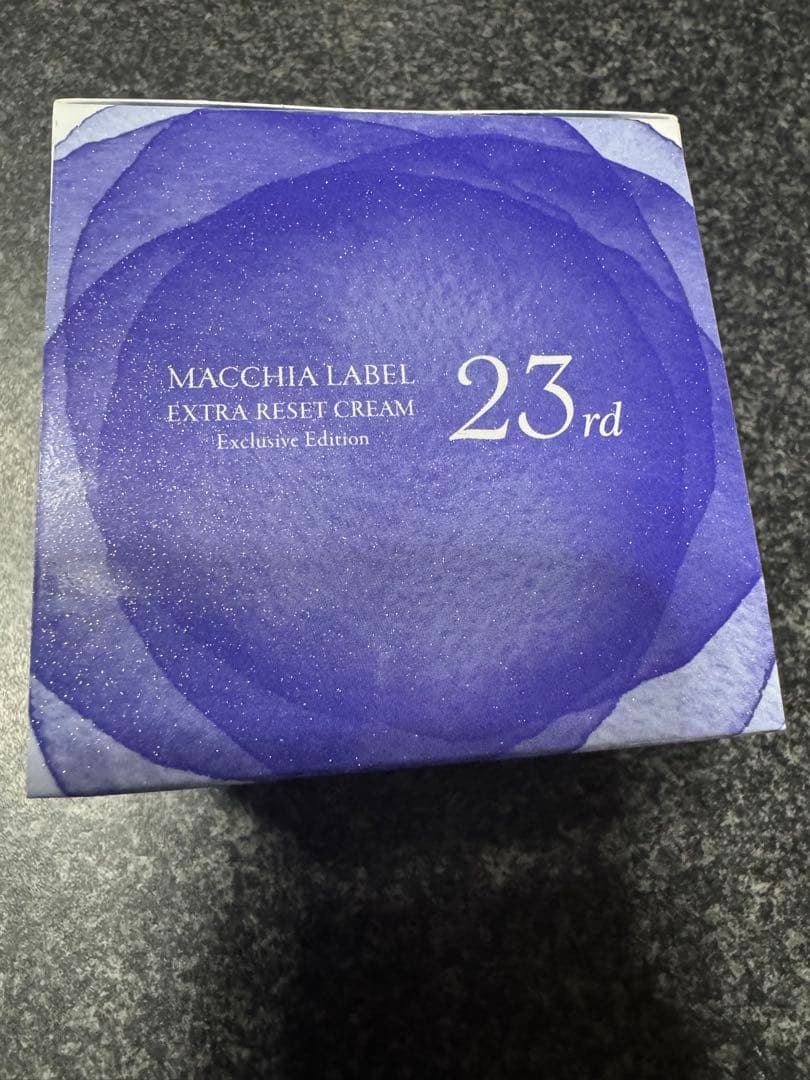 MACCHIA LABEL
EXTRA RESET CREAM
Exclusive Edition
23rd